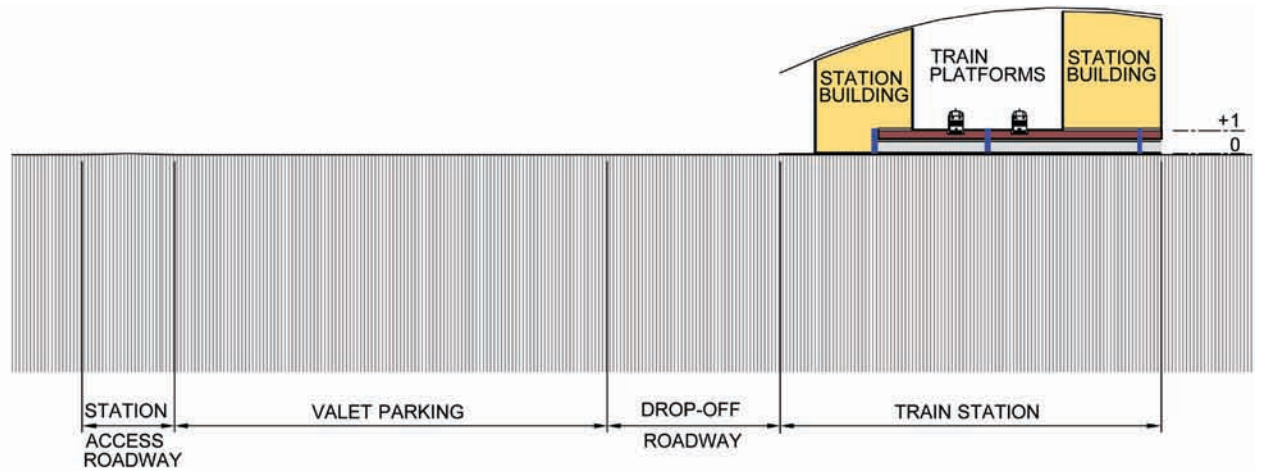 STATION
BUILDING
TRAIN
PLATFORMS
STATION
BUILDING
+1
0
STATION
ACCESS
ROADWAY
VALET PARKING
DROP-OFF
ROADWAY
TRAIN STATION